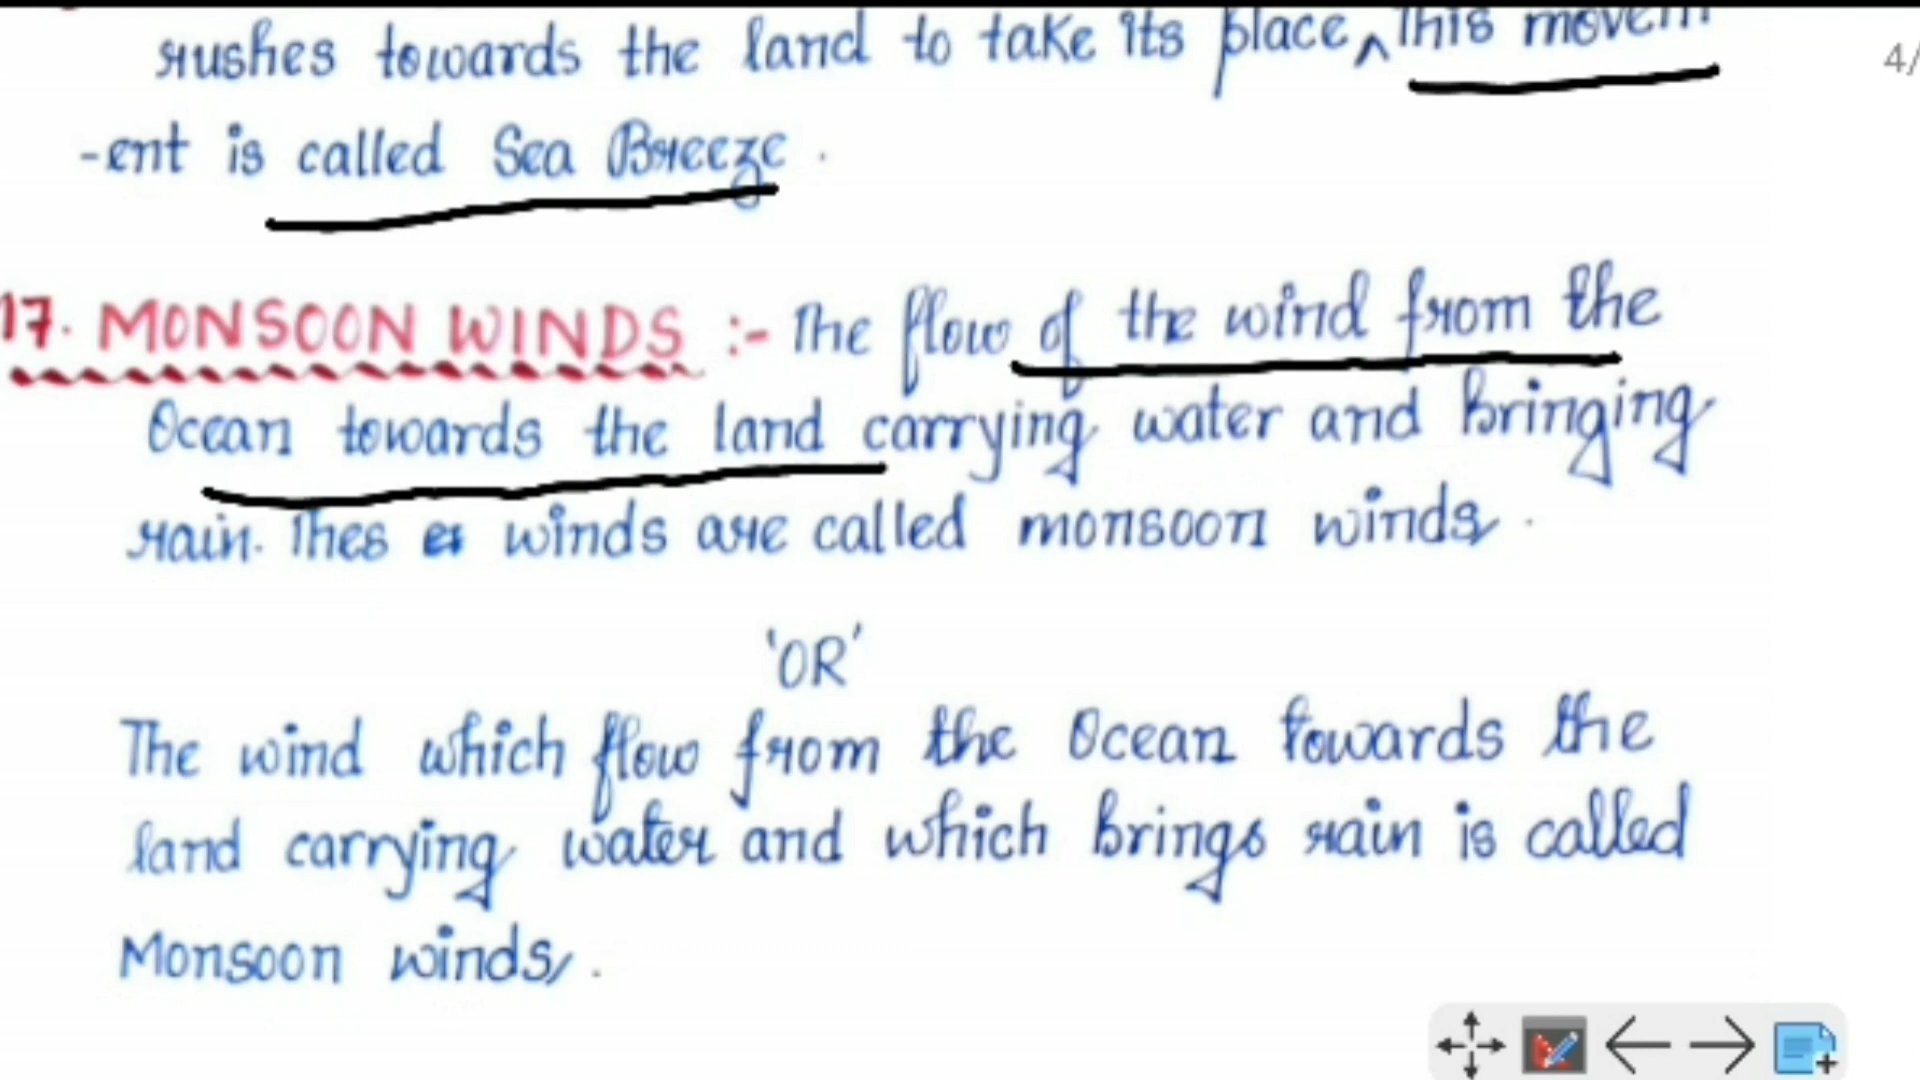 rushes towards the land to take its place, This movem
-ent is called Sea Breeze.
17. MONSOON WINDS :- The flow of the wind from the
Ocean towards the land carrying water and bringing
rain. Thes winds are called monsoon winds.
'OR'
The wind which flow from the Ocean towards the
land carrying water and which brings rain is called
Monsoon winds.
4/